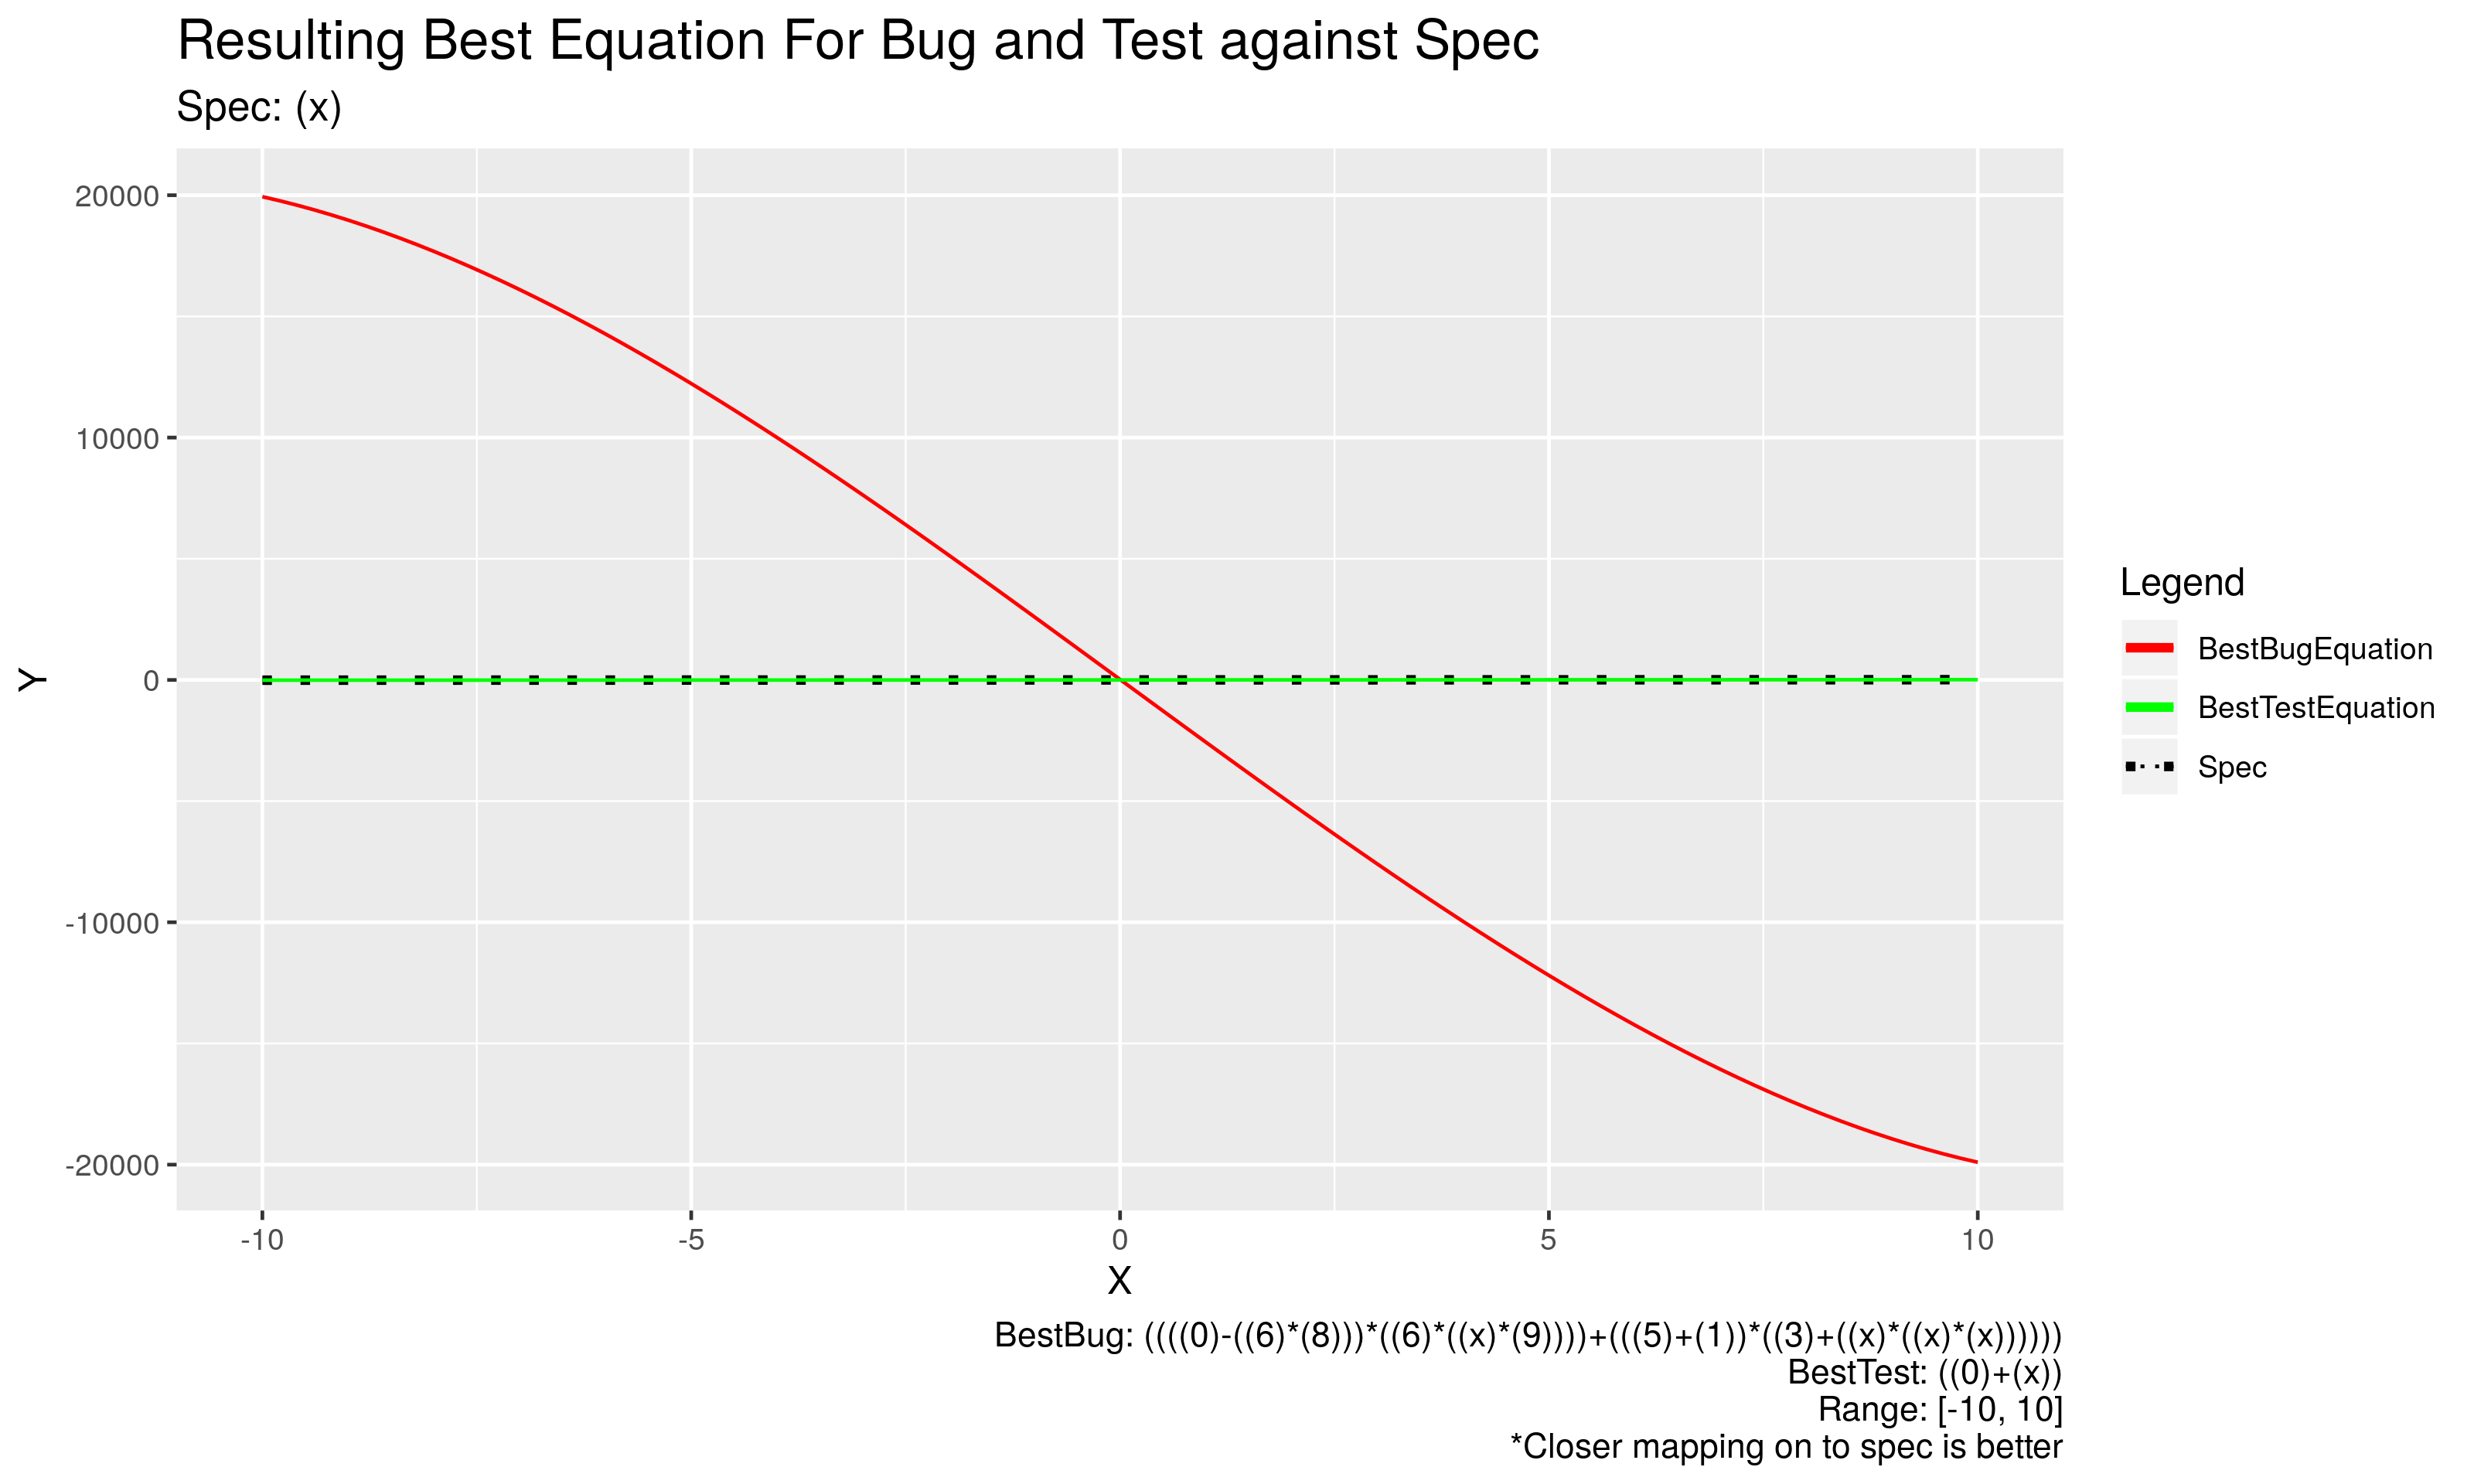 Resulting Best Equation For Bug and Test against Spec
Spec: (x)
20000
10000
0
-10000
-20000
Y
-10
-5
0
5
10
X
Legend
BestBugEquation
BestTestEquation
Spec
BestBug: ((((0)-((6)*(8)))*((6)*((x)*(9))))+(((5)+(1))*((3)+((x)*((x)*(x))))))
BestTest: ((0)+(x))
Range: [-10, 10]
*Closer mapping on to spec is better